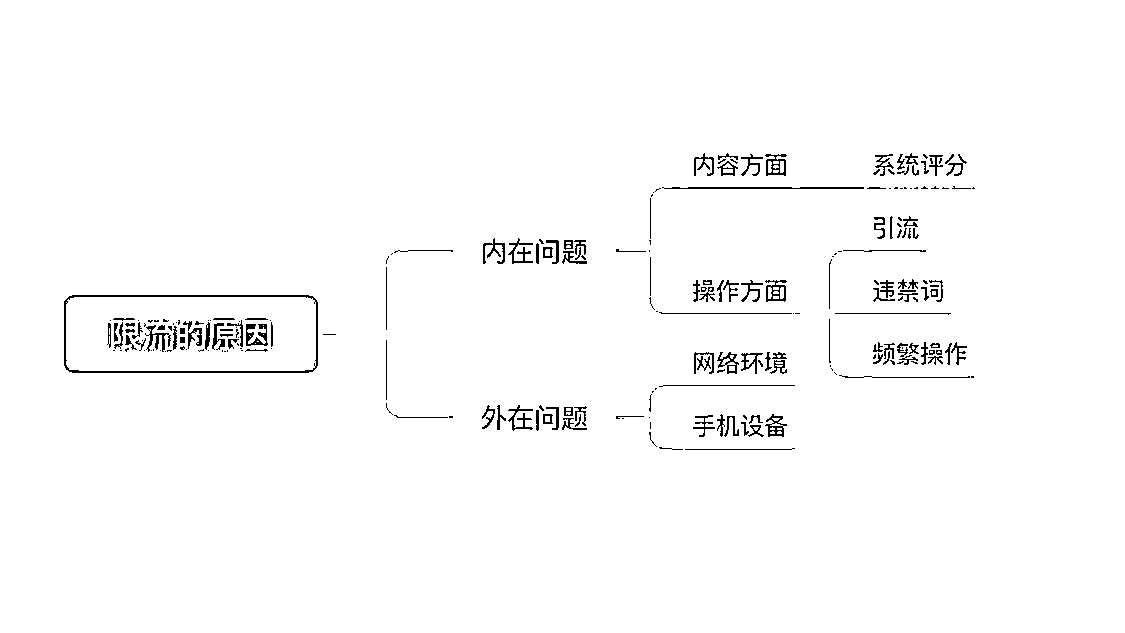 限流的原因
内在问题
内容方面
系统评分
操作方面
引流
违禁词
频繁操作
外在问题
网络环境
手机设备